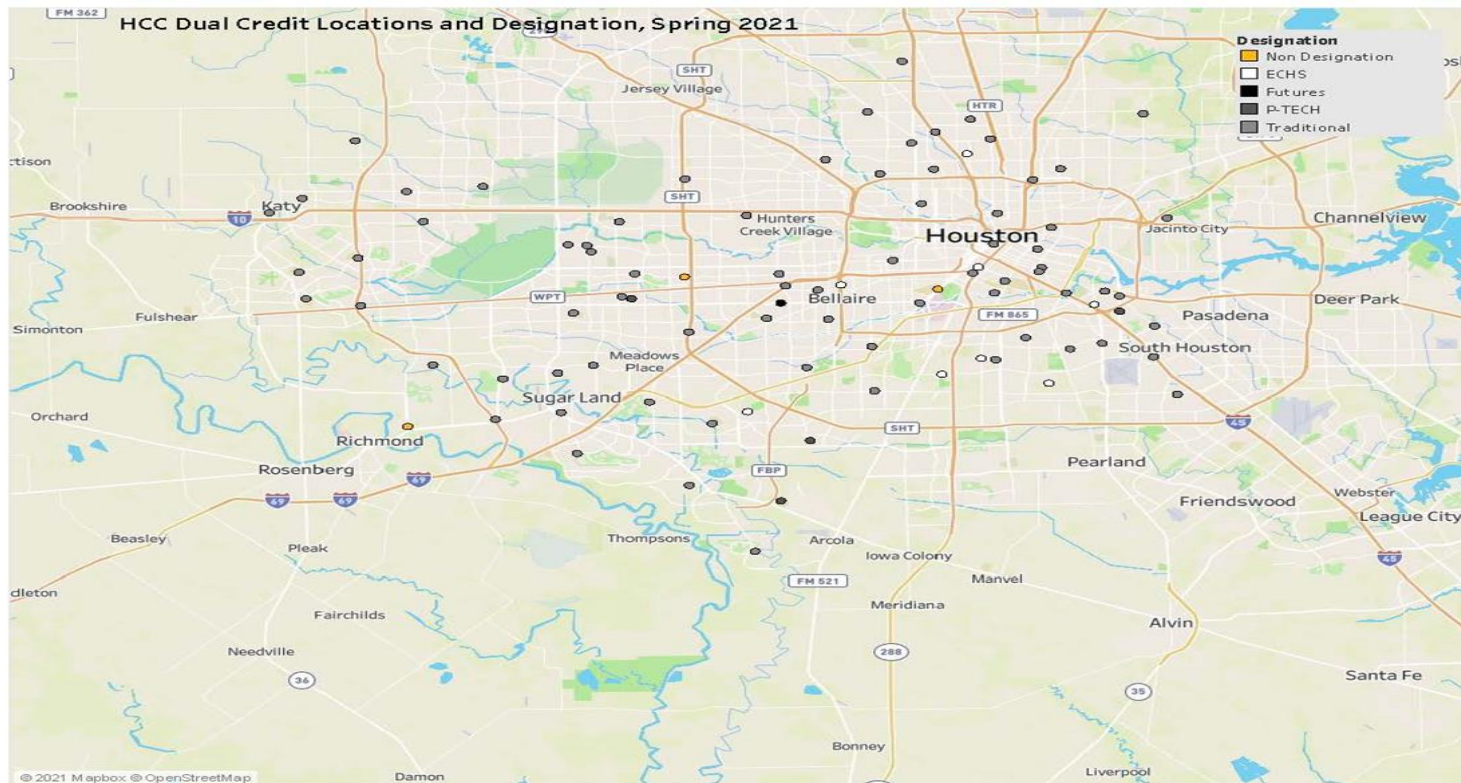 HCC Dual Credit Locations and Designation, Spring 2021
Designation
Non Designation
ECHS
Futures
P-TECH
Traditional
FM 362
SHT
Jersey Village
HTR
Brookshire
Katy
10
SHT
Hunters
Creek Village
Houston
Jacinto City
Channelview
WPT
Bellaire
FM 865
Deer Park
Pasadena
Simonton
Fulshear
Meadows
Place
South Houston
Sugar Land
Orchard
Richmond
SHT
45
Rosenberg
69
69
69
FBP
Pearland
Friendswood
Webster
League City
Beasley
Pleak
Thompsons
Arcola
Iowa Colony
Manvel
45
FM 521
Fairchilds
Meridiana
Alvin
Needville
288
36
35
Santa Fe
Bonney
Liverpool
Damon
© 2021 Mapbox © OpenStreetMap